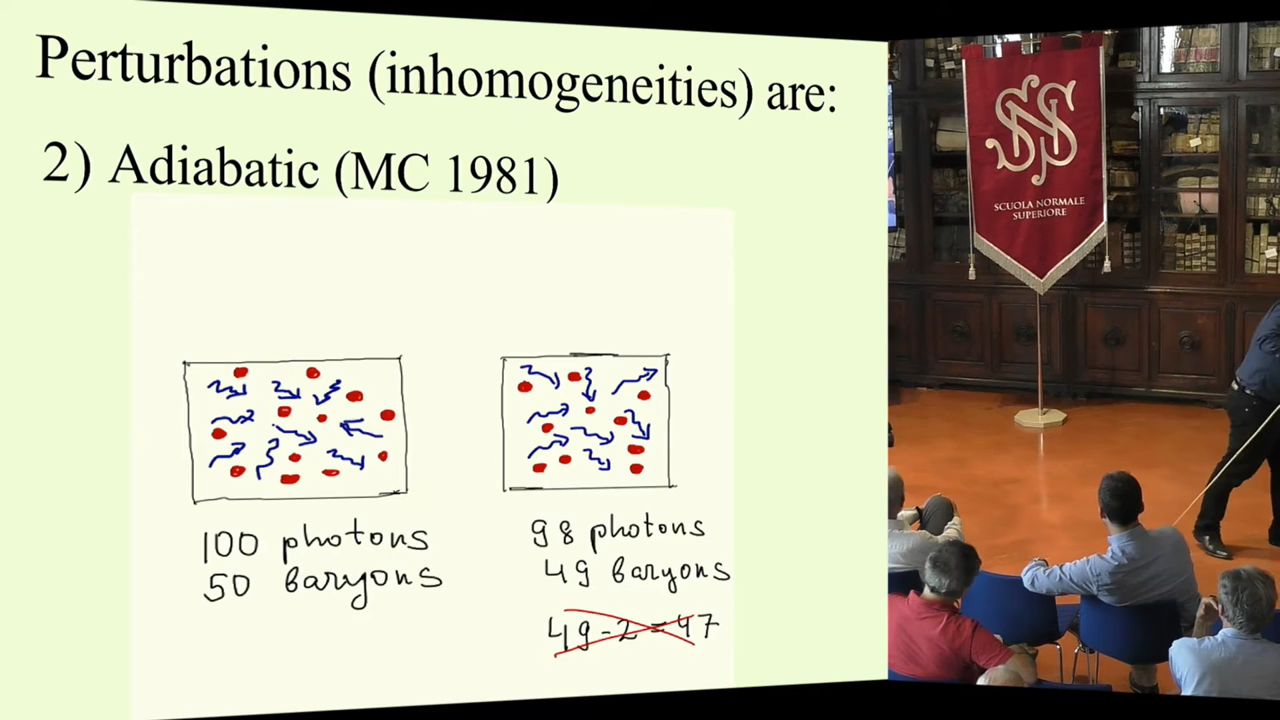 Perturbations (inhomogeneities) are:
2) Adiabatic (MC 1981)
100 photons
50 baryons
98 photons
49 baryons
49-2=47
SNS
SCUOLA NORMALE
SUPERIORE